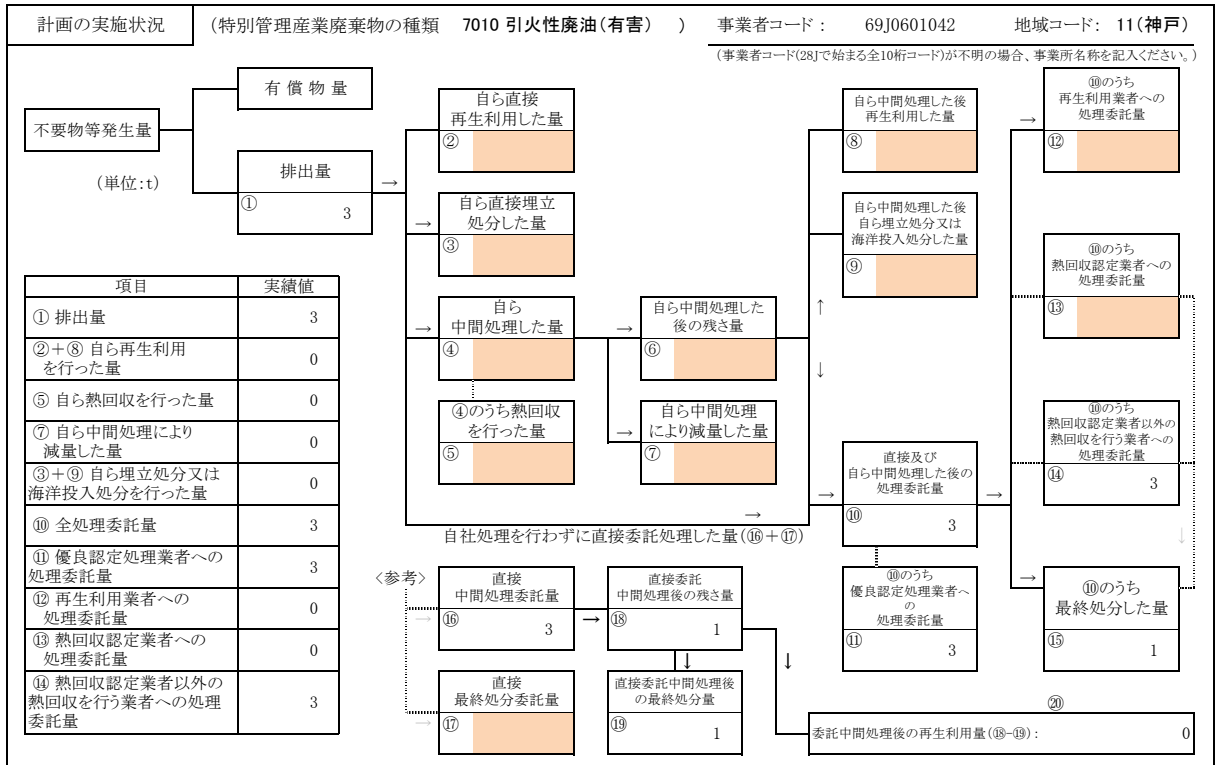 計画の実施状況
(特別管理産業廃棄物の種類 7010 引火性廃油(有害) )
事業者コード: 69J0601042
地域コード: 11(神戸)
(事業者コード(28Jで始まる全10桁コード)が不明の場合、事業所名称を記入ください。)
不要物等発生量
(単位:t)
有償物量
排出量
① 3
→
自ら直接
再生利用した量
②
→
自ら直接埋立
処分した量
③
→
自ら
中間処理した量
④
④のうち熱回収
を行った量
⑤
→
自ら中間処理した
後の残さ量
⑥
→
自ら中間処理
により減量した量
⑦
自ら中間処理した後
再生利用した量
⑧
自ら中間処理した後
自ら埋立処分又は
海洋投入処分した量
⑨
↑
↓
→
自社処理を行わずに直接委託処理した量(⑯+⑰)
→
直接及び
自ら中間処理した後の
処理委託量
⑩ 3
⑩のうち
優良認定処理業者へ
の
処理委託量
⑪ 3
→
→
⑩のうち
再生利用業者への
処理委託量
⑫
⑩のうち
熱回収認定業者への
処理委託量
⑬
⑩のうち
熱回収認定業者以外の
熱回収を行う業者への
処理委託量
⑭ 3
↓
→
⑩のうち
最終処分した量
⑮ 1
項目 実績値
① 排出量 3
②+⑧ 自ら再生利用
を行った量 0
⑤ 自ら熱回収を行った量 0
⑦ 自ら中間処理により
減量した量 0
③+⑨ 自ら埋立処分又は
海洋投入処分を行った量 0
⑩ 全処理委託量 3
⑪ 優良認定処理業者への
処理委託量 3
⑫ 再生利用業者への
処理委託量 0
⑬ 熱回収認定業者への
処理委託量 0
⑭ 熱回収認定業者以外の
熱回収を行う業者への処理
委託量 3
<参考>
→
直接
中間処理委託量
⑯ 3
→
直接委託
中間処理後の残さ量
⑱ 1
→
直接
最終処分委託量
⑰
↓
直接委託中間処理後
の最終処分量
⑲ 1
↓
⑳
委託中間処理後の再生利用量(⑱-⑲): 0